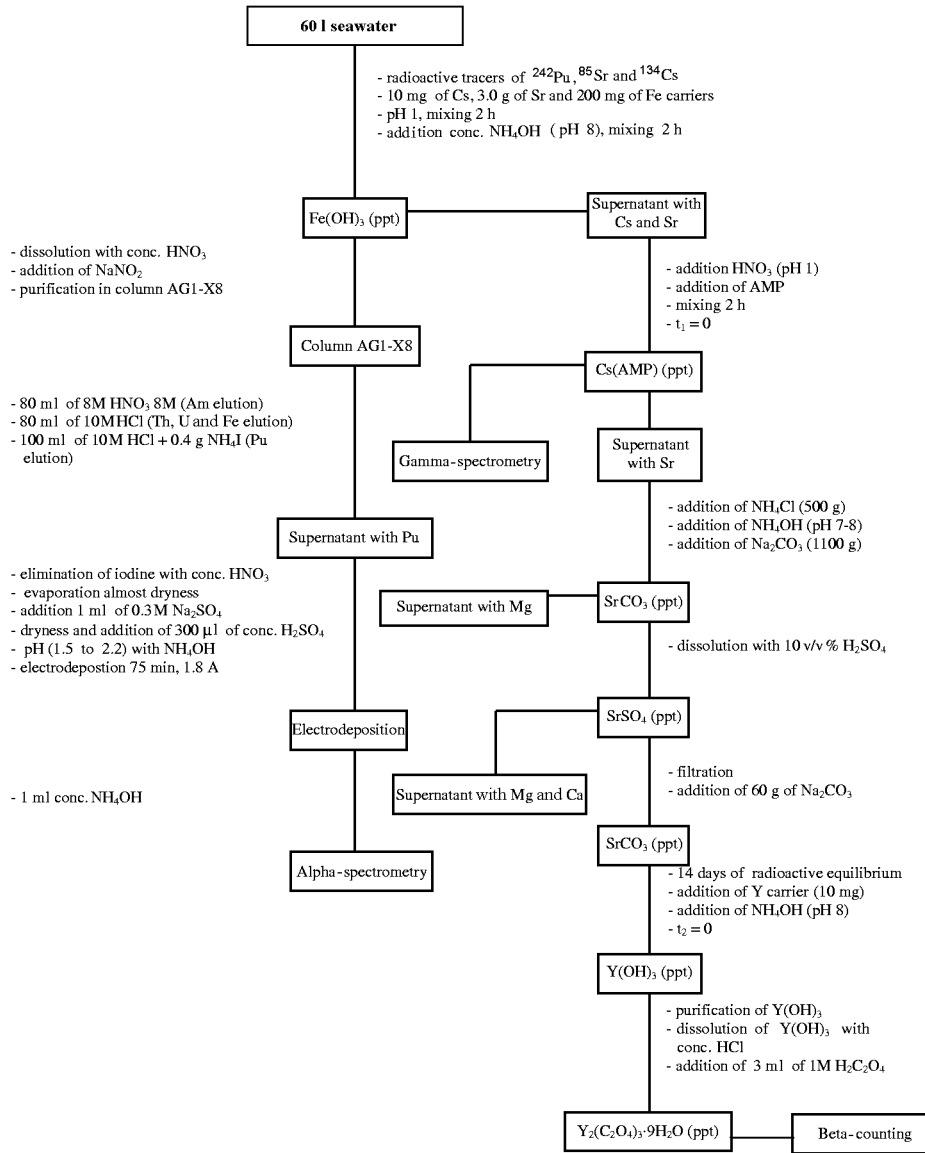 60 l seawater
- radioactive tracers of ²⁴²Pu, ⁸⁵Sr and ¹³⁴Cs
- 10 mg of Cs, 3.0 g of Sr and 200 mg of Fe carriers
- pH 1, mixing 2 h
- addition conc. NH₄OH ( pH 8), mixing 2 h
Fe(OH)₃ (ppt)
Supernatant with
Cs and Sr
- dissolution with conc. HNO₃
- addition of NaNO₂
- purification in column AG1-X8
- addition HNO₃ (pH 1)
- addition of AMP
- mixing 2 h
- t₁ = 0
Column AG1-X8
Cs(AMP) (ppt)
- 80 ml of 8M HNO₃ 8M (Am elution)
- 80 ml of 10M HCl (Th, U and Fe elution)
- 100 ml of 10M HCl + 0.4 g NH₄I (Pu
elution)
Gamma-spectrometry
Supernatant
with Sr
- addition of NH₄Cl (500 g)
- addition of NH₄OH (pH 7-8)
- addition of Na₂CO₃ (1100 g)
Supernatant with Pu
- elimination of iodine with conc. HNO₃
- evaporation almost dryness
- addition 1 ml of 0.3M Na₂SO₄
- dryness and addition of 300 µl of conc. H₂SO₄
- pH (1.5 to 2.2) with NH₄OH
- electrodepostion 75 min, 1.8 A
Supernatant with Mg
SrCO₃ (ppt)
- dissolution with 10 v/v % H₂SO₄
Electrodeposition
SrSO₄ (ppt)
- 1 ml conc. NH₄OH
Supernatant with Mg and Ca
- filtration
- addition of 60 g of Na₂CO₃
Alpha-spectrometry
SrCO₃ (ppt)
- 14 days of radioactive equilibrium
- addition of Y carrier (10 mg)
- addition of NH₄OH (pH 8)
- t₂ = 0
Y(OH)₃ (ppt)
- purification of Y(OH)₃
- dissolution of Y(OH)₃ with
conc. HCl
- addition of 3 ml of 1M H₂C₂O₄
Y₂(C₂O₄)₃·9H₂O (ppt)
Beta-counting